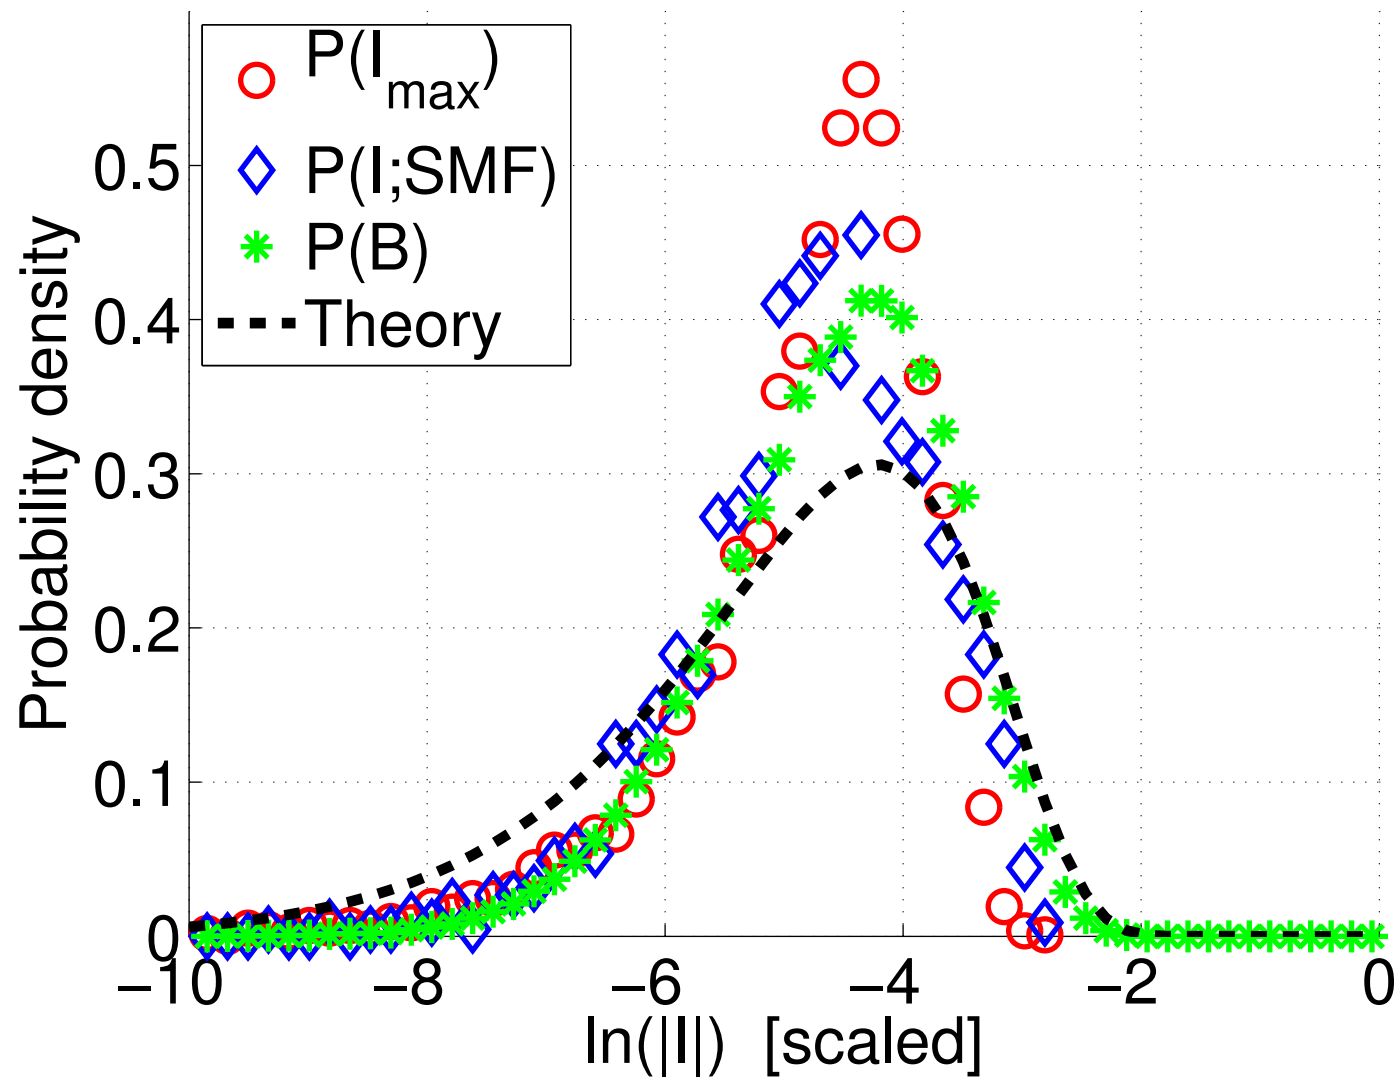 P(I_max)
P(I;SMF)
P(B)
Theory
Probability density
0.5
0.4
0.3
0.2
0.1
0
−10 −8 −6 −4 −2 0
ln(|I|) [scaled]